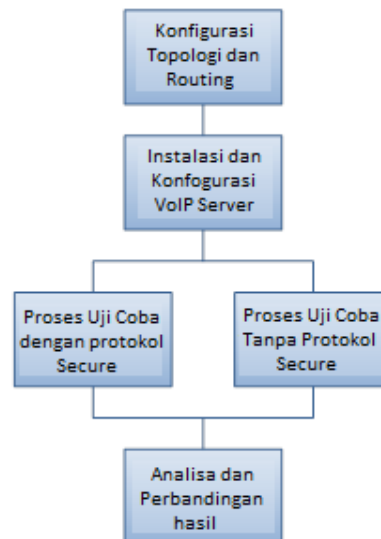 Konfigurasi
Topologi dan
Routing
Instalasi dan
Konfogurasi
VoIP Server
Proses Uji Coba
dengan protokol
Secure
Proses Uji Coba
Tanpa Protokol
Secure
Analisa dan
Perbandingan
hasil